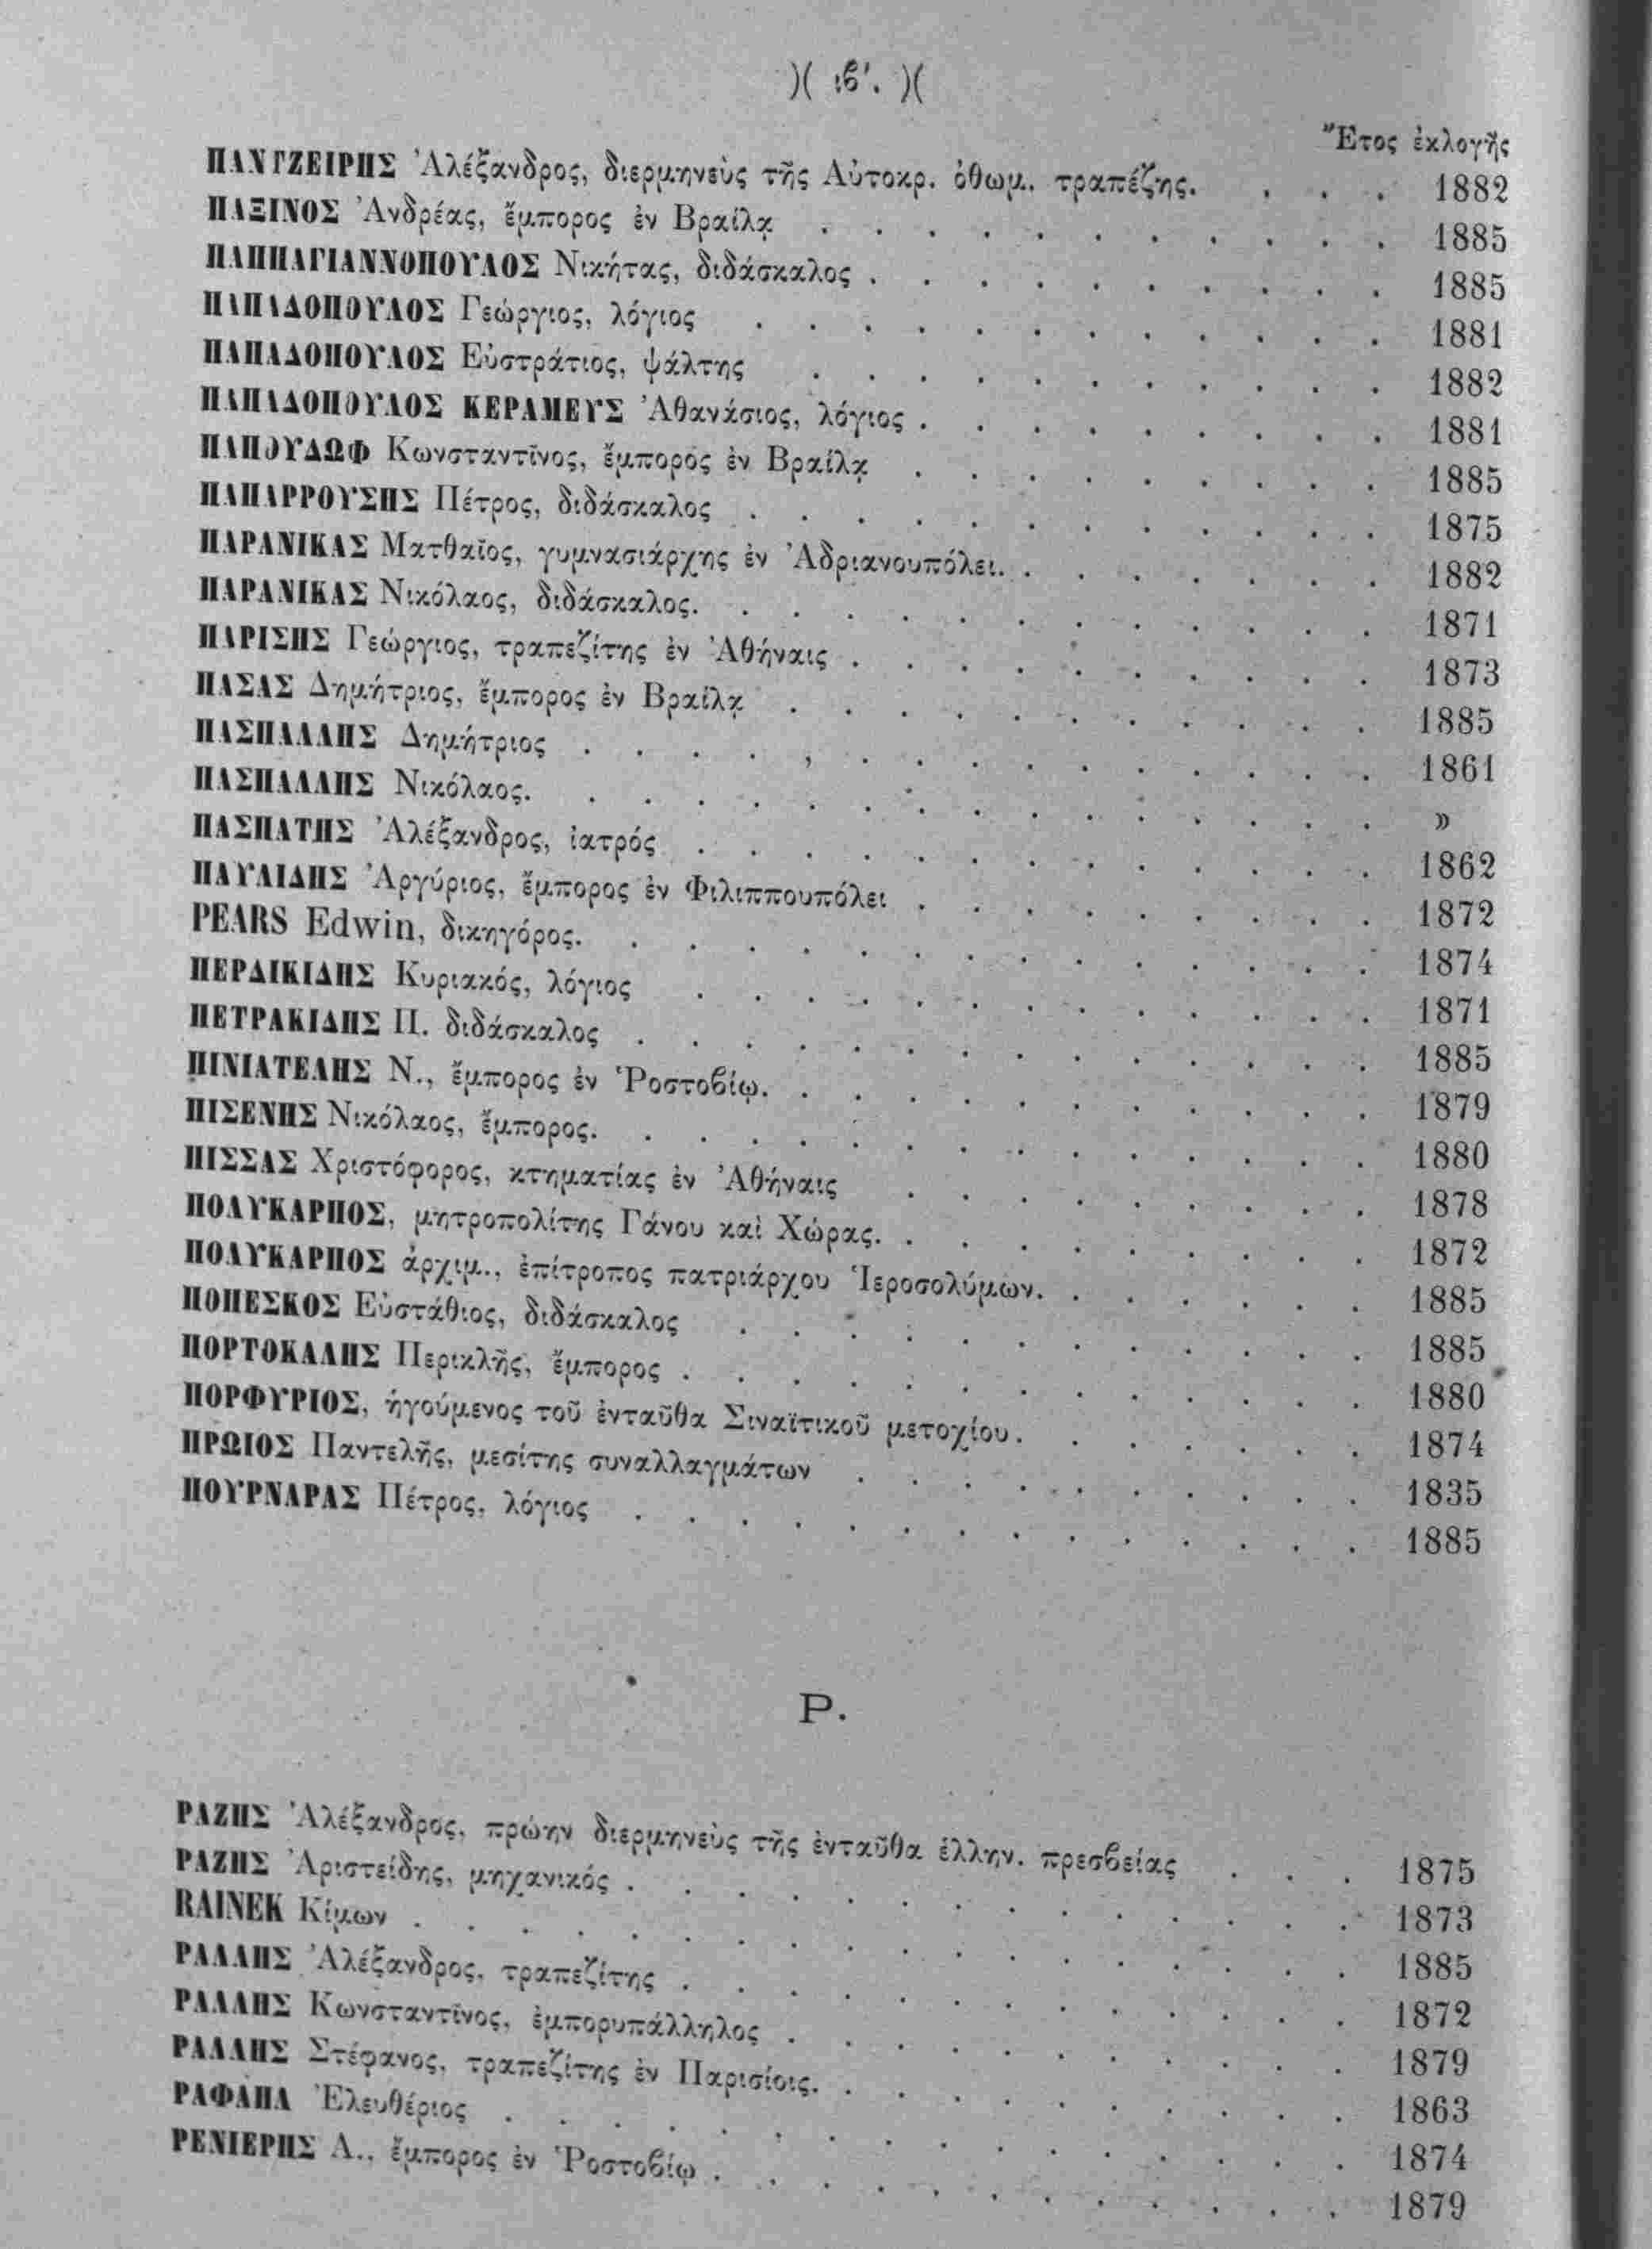 )( ιϐ'. )(
Ἔτος ἐκλογῆς
ΠΑΝΤΖΕΙΡΗΣ Ἀλέξανδρος, διερμηνεὺς τῆς Αὐτοκρ. ὀθωμ. τραπέζης. . . . 1882
ΠΑΞΙΝΟΣ Ἀνδρέας, ἔμπορος ἐν Βραΐλᾳ . . . . . . . . . . . 1885
ΠΑΠΠΑΓΙΑΝΝΟΠΟΥΛΟΣ Νικήτας, διδάσκαλος . . . . . . . . . . 1885
ΠΑΠΑΔΟΠΟΥΛΟΣ Γεώργιος, λόγιος . . . . . . . . . . . . 1881
ΠΑΠΑΔΟΠΟΥΛΟΣ Εὐστράτιος, ψάλτης . . . . . . . . . . . 1882
ΠΑΠΑΔΟΠΟΥΛΟΣ ΚΕΡΑΜΕΥΣ Ἀθανάσιος, λόγιος . . . . . . . . . 1881
ΠΑΠΟΥΔΩΦ Κωνσταντῖνος, ἔμπορος ἐν Βραΐλᾳ . . . . . . . . . 1885
ΠΑΠΑΡΡΟΥΣΗΣ Πέτρος, διδάσκαλος . . . . . . . . . . . . 1875
ΠΑΡΑΝΙΚΑΣ Ματθαῖος, γυμνασιάρχης ἐν Ἀδριανουπόλει. . . . . . . . 1882
ΠΑΡΑΝΙΚΑΣ Νικόλαος, διδάσκαλος. . . . . . . . . . . . . 1871
ΠΑΡΙΣΗΣ Γεώργιος, τραπεζίτης ἐν Ἀθήναις . . . . . . . . . . 1873
ΠΑΣΑΣ Δημήτριος, ἔμπορος ἐν Βραΐλᾳ . . . . . . . . . . . 1885
ΠΑΣΠΑΛΛΗΣ Δημήτριος . . . . . . . . . . . . . . . 1861
ΠΑΣΠΑΛΛΗΣ Νικόλαος. . . . . . . . . . . . . . . . »
ΠΑΣΠΑΤΗΣ Ἀλέξανδρος, ἰατρός . . . . . . . . . . . . . 1862
ΠΑΥΛΙΔΗΣ Ἀργύριος, ἔμπορος ἐν Φιλιππουπόλει . . . . . . . . . 1872
PEARS Edwin, δικηγόρος. . . . . . . . . . . . . . . 1874
ΠΕΡΔΙΚΙΔΗΣ Κυριακός, λόγιος . . . . . . . . . . . . . 1871
ΠΕΤΡΑΚΙΔΗΣ Π. διδάσκαλος . . . . . . . . . . . . . . 1885
ΠΙΝΙΑΤΕΛΗΣ Ν., ἔμπορος ἐν Ῥοστοϐίῳ. . . . . . . . . . . . 1879
ΠΙΣΕΝΗΣ Νικόλαος, ἔμπορος. . . . . . . . . . . . . . . 1880
ΠΙΣΣΑΣ Χριστόφορος, κτηματίας ἐν Ἀθήναις . . . . . . . . . 1878
ΠΟΛΥΚΑΡΠΟΣ, μητροπολίτης Γάνου καὶ Χώρας. . . . . . . . . . 1872
ΠΟΛΥΚΑΡΠΟΣ ἀρχιμ., ἐπίτροπος πατριάρχου Ἱεροσολύμων. . . . . . . 1885
ΠΟΠΕΣΚΟΣ Εὐστάθιος, διδάσκαλος . . . . . . . . . . . . 1885
ΠΟΡΤΟΚΑΛΗΣ Περικλῆς, ἔμπορος . . . . . . . . . . . . . 1880
ΠΟΡΦΥΡΙΟΣ, ἡγούμενος τοῦ ἐνταῦθα Σιναϊτικοῦ μετοχίου. . . . . . . 1874
ΠΡΩΙΟΣ Παντελῆς, μεσίτης συναλλαγμάτων . . . . . . . . . . 1835
ΠΟΥΡΝΑΡΑΣ Πέτρος, λόγιος . . . . . . . . . . . . . . 1885
Ρ.
ΡΑΖΗΣ Ἀλέξανδρος, πρώην διερμηνεὺς τῆς ἐνταῦθα ἑλλην. πρεσϐείας . . . 1875
ΡΑΖΗΣ Ἀριστείδης, μηχανικός . . . . . . . . . . . . . . 1873
RAINEK Κίμων . . . . . . . . . . . . . . . . . . 1885
ΡΑΛΛΗΣ Ἀλέξανδρος, τραπεζίτης . . . . . . . . . . . . . 1872
ΡΑΛΛΗΣ Κωνσταντῖνος, ἐμπορυπάλληλος . . . . . . . . . . . 1879
ΡΑΛΛΗΣ Στέφανος, τραπεζίτης ἐν Παρισίοις. . . . . . . . . . . 1863
ΡΑΦΑΗΛ Ἐλευθέριος . . . . . . . . . . . . . . . . 1874
ΡΕΝΙΕΡΗΣ Λ., ἔμπορος ἐν Ῥοστοϐίῳ . . . . . . . . . . . . 1879